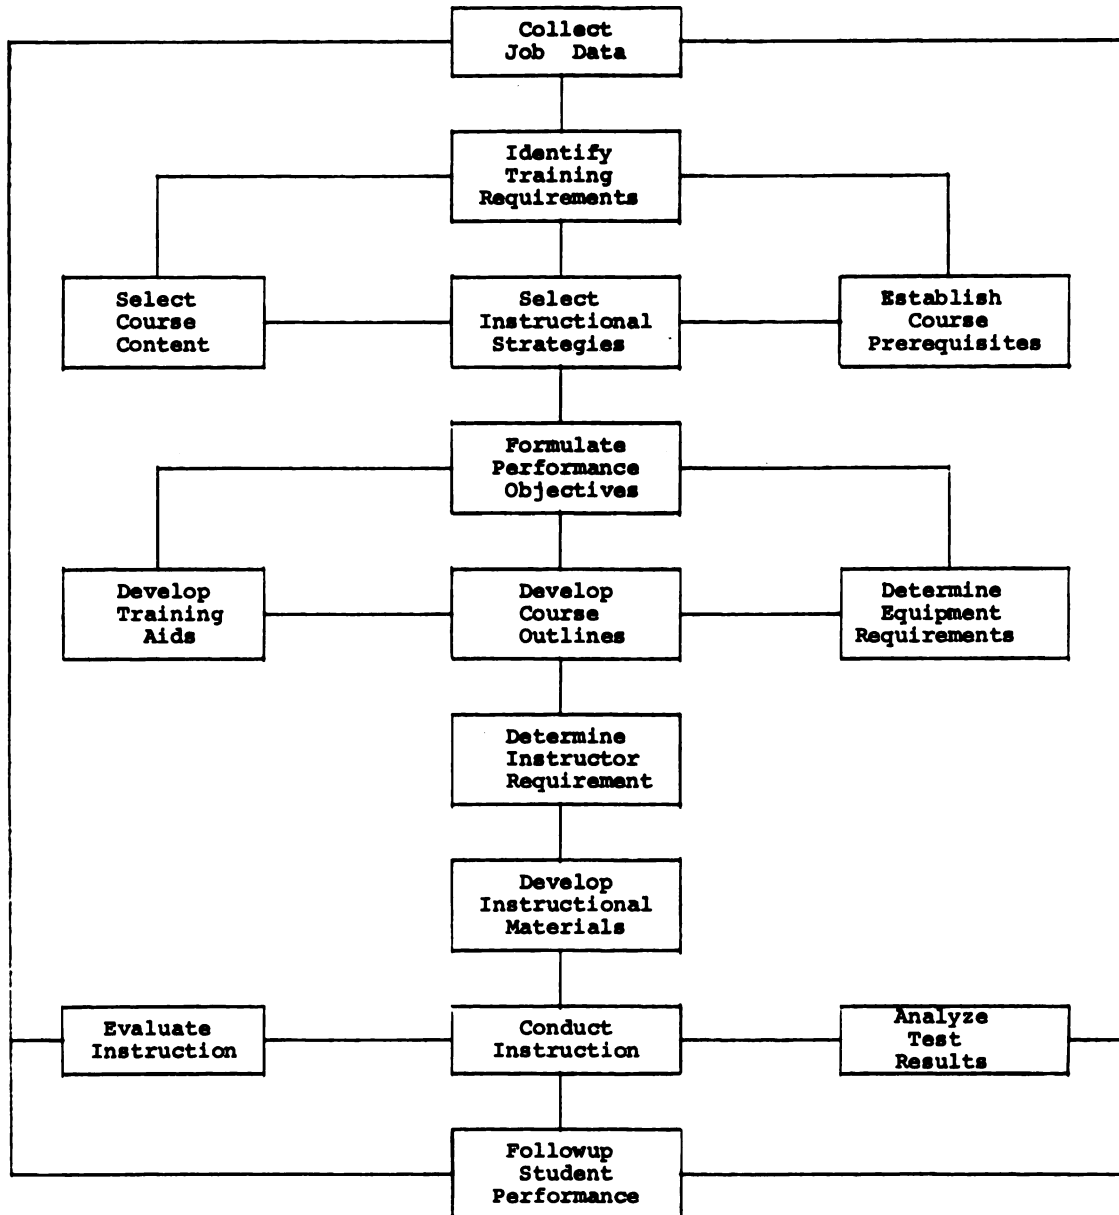 Collect
Job Data
Identify
Training
Requirements
Select
Course
Content
Select
Instructional
Strategies
Establish
Course
Prerequisites
Formulate
Performance
Objectives
Develop
Training
Aids
Develop
Course
Outlines
Determine
Equipment
Requirements
Determine
Instructor
Requirement
Develop
Instructional
Materials
Evaluate
Instruction
Conduct
Instruction
Analyze
Test
Results
Followup
Student
Performance